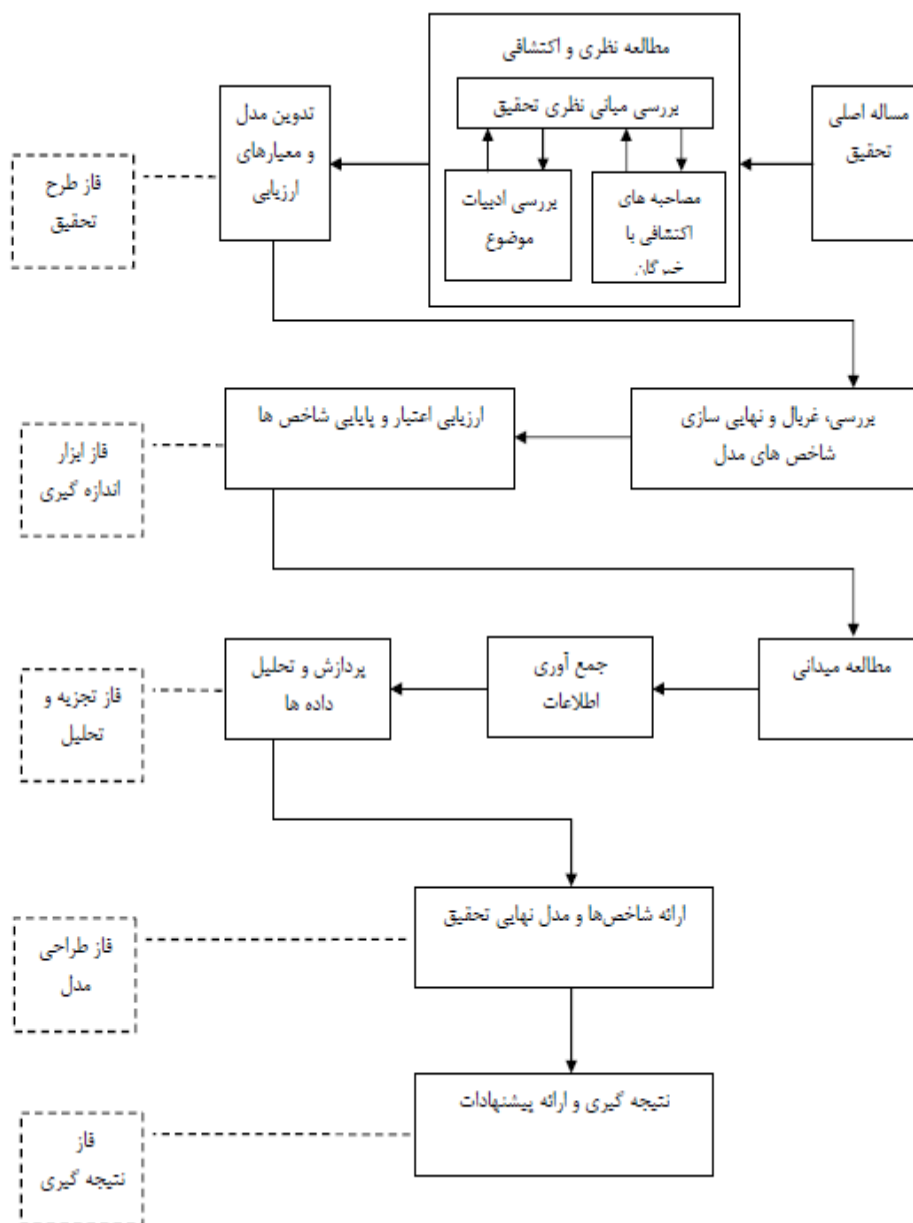 مطالعه نظری و اکتشافی
مساله اصلی
تحقیق
بررسی مبانی نظری تحقیق
مصاحبه های
اکتشافی با
خبرگان
بررسی ادبیات
موضوع
تدوین مدل
و معیارهای
ارزیابی
فاز طرح
تحقیق
بررسی، غربال و نهایی سازی
شاخص های مدل
ارزیابی اعتبار و پایایی شاخص ها
فاز ابزار
اندازه گیری
مطالعه میدانی
جمع آوری
اطلاعات
پردازش و تحلیل
داده ها
فاز تجزیه و
تحلیل
ارائه شاخص‌ها و مدل نهایی تحقیق
فاز طراحی
مدل
نتیجه گیری و ارائه پیشنهادات
فاز
نتیجه گیری